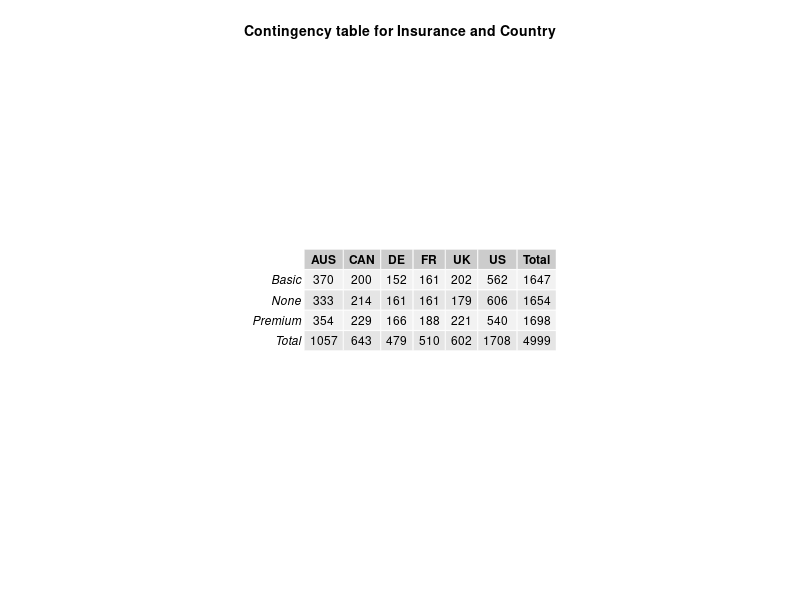 Contingency table for Insurance and Country
AUS CAN DE FR UK US Total
Basic 370 200 152 161 202 562 1647
None 333 214 161 161 179 606 1654
Premium 354 229 166 188 221 540 1698
Total 1057 643 479 510 602 1708 4999